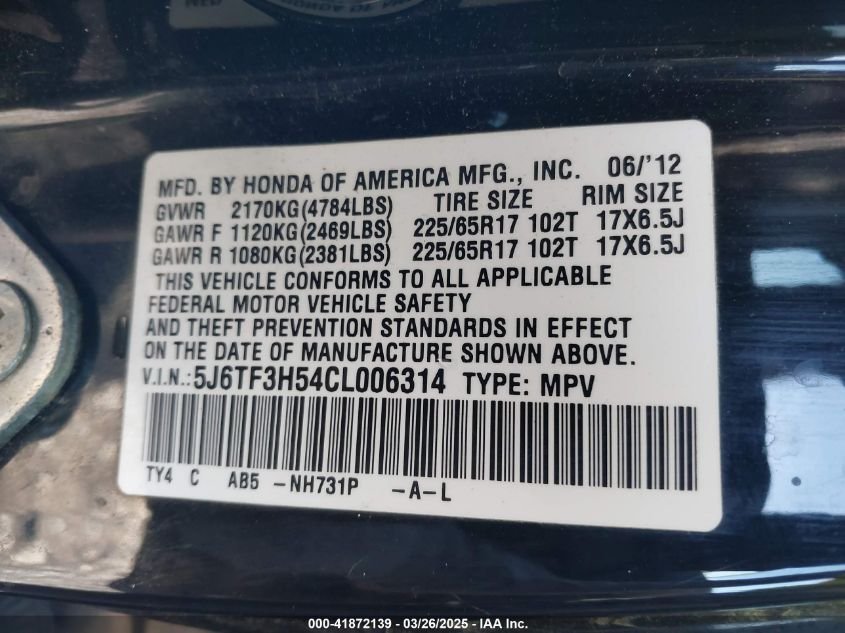 MFD. BY HONDA OF AMERICA MFG., INC. 06/'12
GVWR 2170KG(4784LBS) TIRE SIZE RIM SIZE
GAWR F 1120KG(2469LBS) 225/65R17 102T 17X6.5J
GAWR R 1080KG(2381LBS) 225/65R17 102T 17X6.5J
THIS VEHICLE CONFORMS TO ALL APPLICABLE
FEDERAL MOTOR VEHICLE SAFETY
AND THEFT PREVENTION STANDARDS IN EFFECT
ON THE DATE OF MANUFACTURE SHOWN ABOVE.
V.I.N.:5J6TF3H54CL006314 TYPE: MPV
TY4 C AB5 -NH731P -A-L
000-41872139 - 03/26/2025 - IAA Inc.